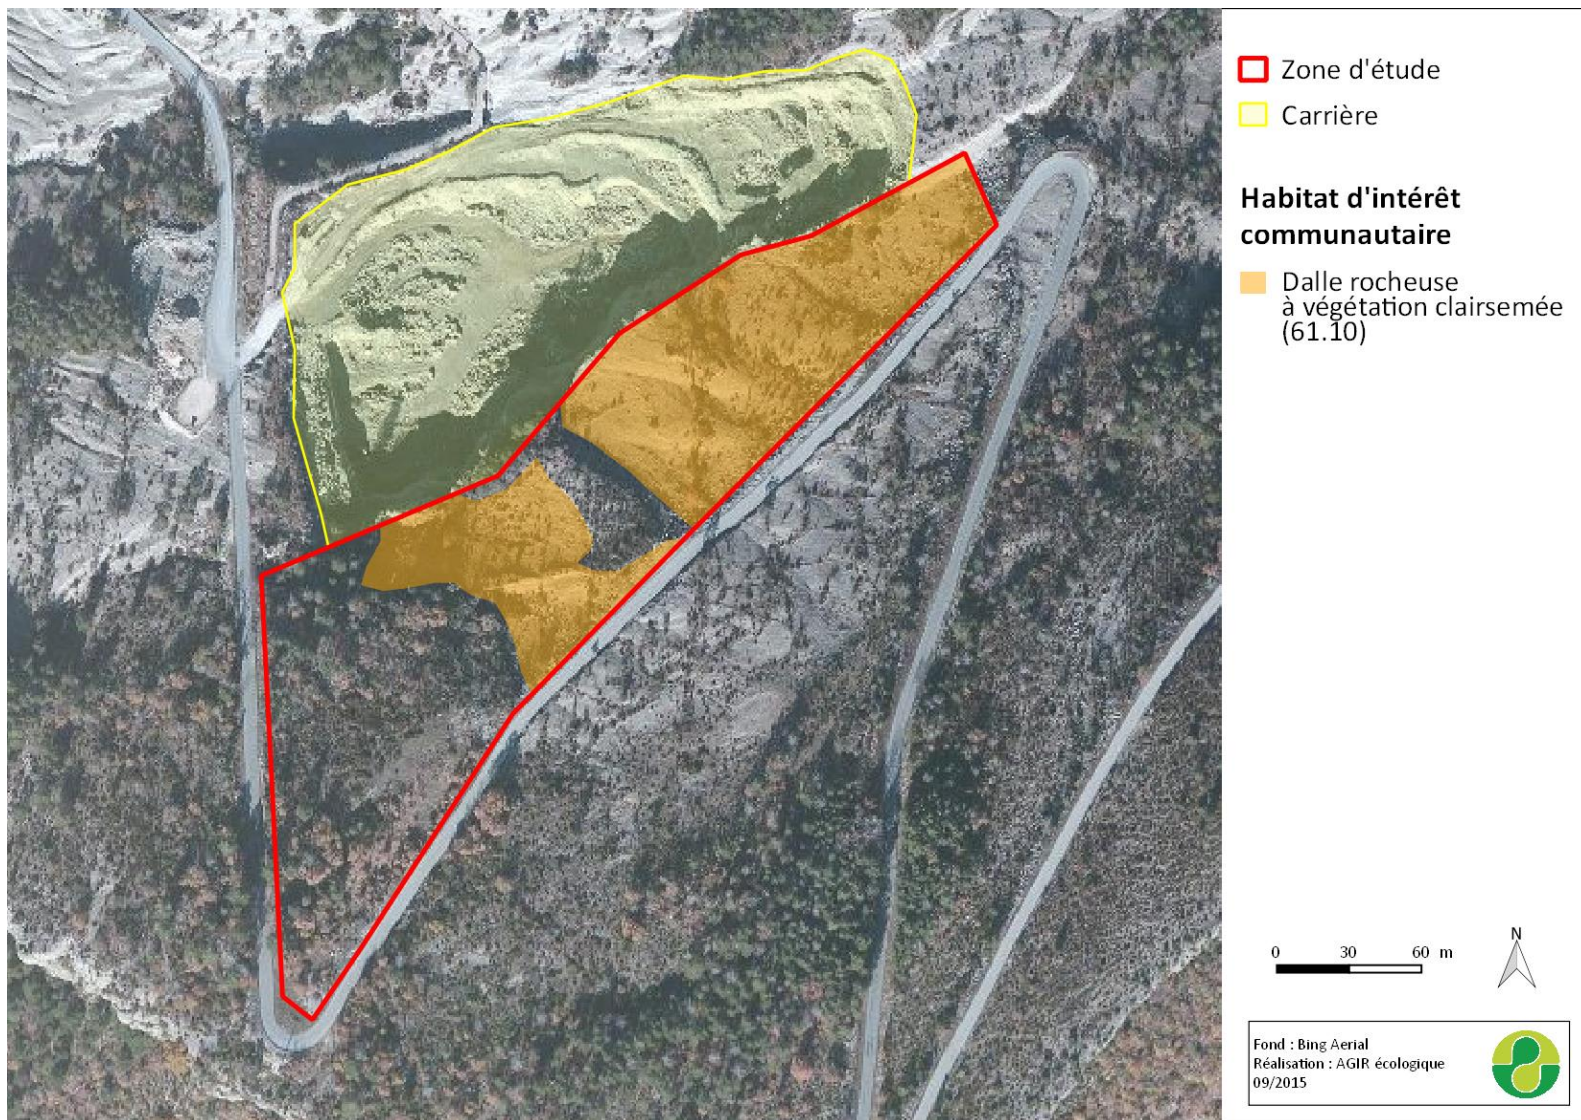 Zone d'étude
Carrière
Habitat d'intérêt
communautaire
Dalle rocheuse
à végétation clairsemée
(61.10)
N
0 30 60 m
Fond : Bing Aerial
Réalisation : AGIR écologique
09/2015